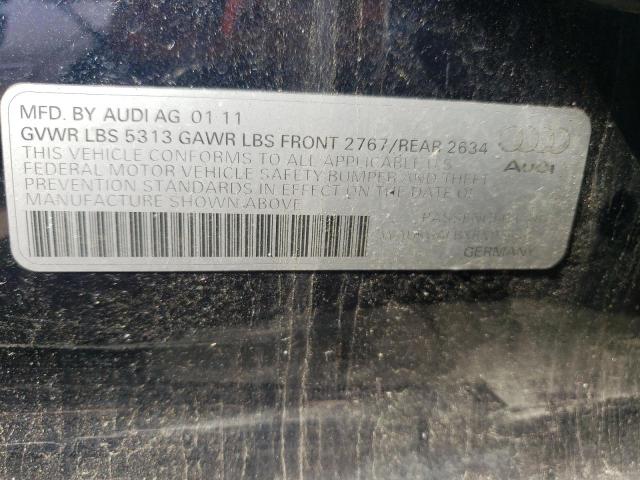 MFD. BY AUDI AG 01 11
GVWR LBS 5313 GAWR LBS FRONT 2767/REAR 2634
THIS VEHICLE CONFORMS TO ALL APPLICABLE U.S.
FEDERAL MOTOR VEHICLE SAFETY BUMPER AND THEFT
PREVENTION STANDARDS IN EFFECT ON THE DATE OF
MANUFACTURE SHOWN ABOVE
Audi
PASSENGER
GERMANY